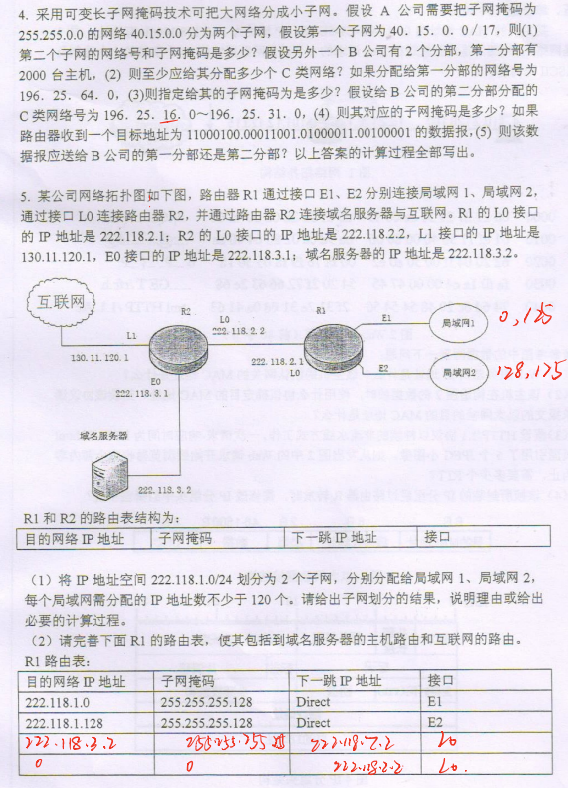 4. 采用可变长子网掩码技术可把大网络分成小子网。假设 A 公司需要把子网掩码为
255.255.0.0 的网络 40.15.0.0 分为两个子网，假设第一个子网为 40．15．0．0 / 17，则(1)
第二个子网的网络号和子网掩码是多少？假设另外一个 B 公司有 2 个分部，第一分部有
2000 台主机，(2) 则至少应给其分配多少个 C 类网络？如果分配给第一分部的网络号为
196．25．64．0，(3)则指定给其的子网掩码为是多少？假设给 B 公司的第二分部分配的
C 类网络号为 196．25．16．0～196．25．31．0，(4) 则其对应的子网掩码是多少？如果
路由器收到一个目标地址为 11000100.00011001.01000011.00100001 的数据报，(5) 则该数
据报应送给 B 公司的第一分部还是第二分部？以上答案的计算过程全部写出。
5. 某公司网络拓扑图如下图，路由器 R1 通过接口 E1、E2 分别连接局域网 1、局域网 2，
通过接口 L0 连接路由器 R2，并通过路由器 R2 连接域名服务器与互联网。R1 的 L0 接口
的 IP 地址是 222.118.2.1，R2 的 L0 接口的 IP 地址是 222.118.2.2，L1 接口的 IP 地址是
130.11.120.1，E0 接口的 IP 地址是 222.118.3.1；域名服务器的 IP 地址是 222.118.3.2。
互联网
R2
L0
R1
E1
局域网1
0, 125
L1
222.118.2.2
130.11.120.1
222.118.2.1
L0
E2
局域网2
128, 125
E0
222.118.3.1
域名服务器
222.118.3.2
R1 和 R2 的路由表结构为：
目的网络 IP 地址 子网掩码 下一跳 IP 地址 接口
（1）将 IP 地址空间 222.118.1.0/24 划分为 2 个子网，分别分配给局域网 1、局域网 2，
每个局域网需分配的 IP 地址数不少于 120 个。请给出子网划分的结果，说明理由或给出
必要的计算过程。
（2）请完善下面 R1 的路由表，使其包括到域名服务器的主机路由和互联网的路由。
R1 路由表：
目的网络 IP 地址 子网掩码 下一跳 IP 地址 接口
222.118.1.0 255.255.255.128 Direct E1
222.118.1.128 255.255.255.128 Direct E2
222.118.3.2 255.255.255 222.118.2.2 L0
0 0 222.118.2.2 L0.